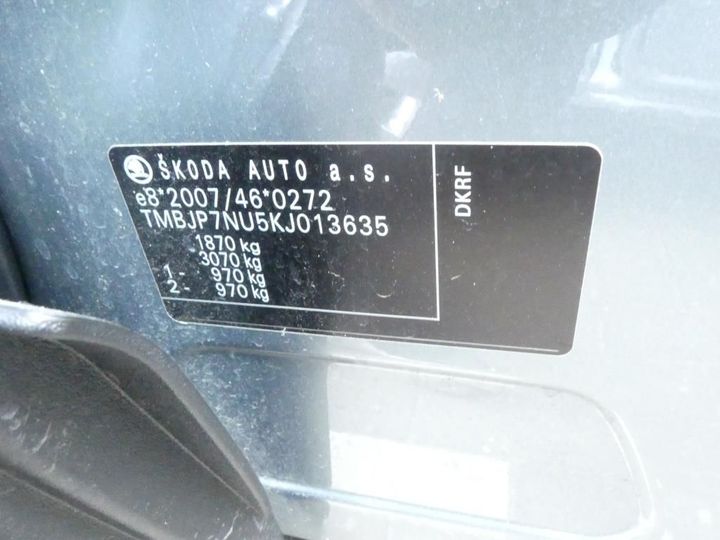 ŠKODA AUTO a.s.
e8*2007/46*0272
TMBJP7NU5KJ013635
1870 kg
3070 kg
1- 970 kg
2- 970 kg
DKRF